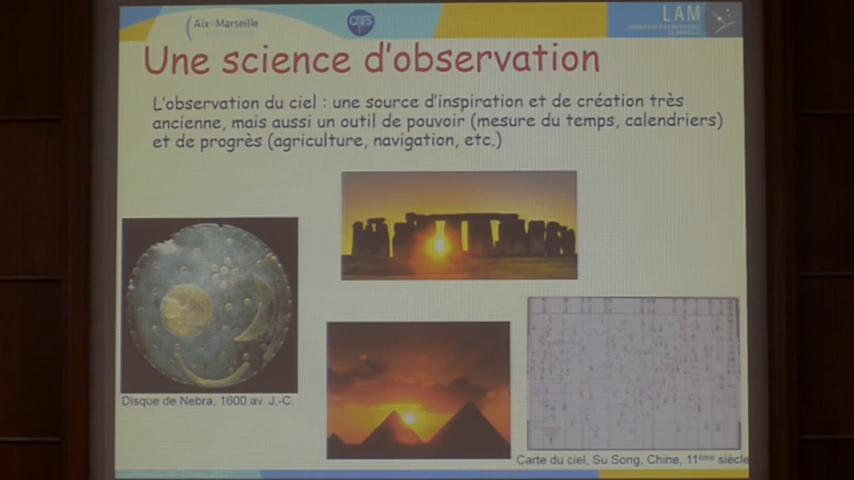 Aix Marseille
cnrs
LAM
Une science d'observation
L'observation du ciel : une source d'inspiration et de création très
ancienne, mais aussi un outil de pouvoir (mesure du temps, calendriers)
et de progrès (agriculture, navigation, etc.)
Disque de Nebra, 1600 av. J.-C.
Carte du ciel, Su Song, Chine, 11ème siècle